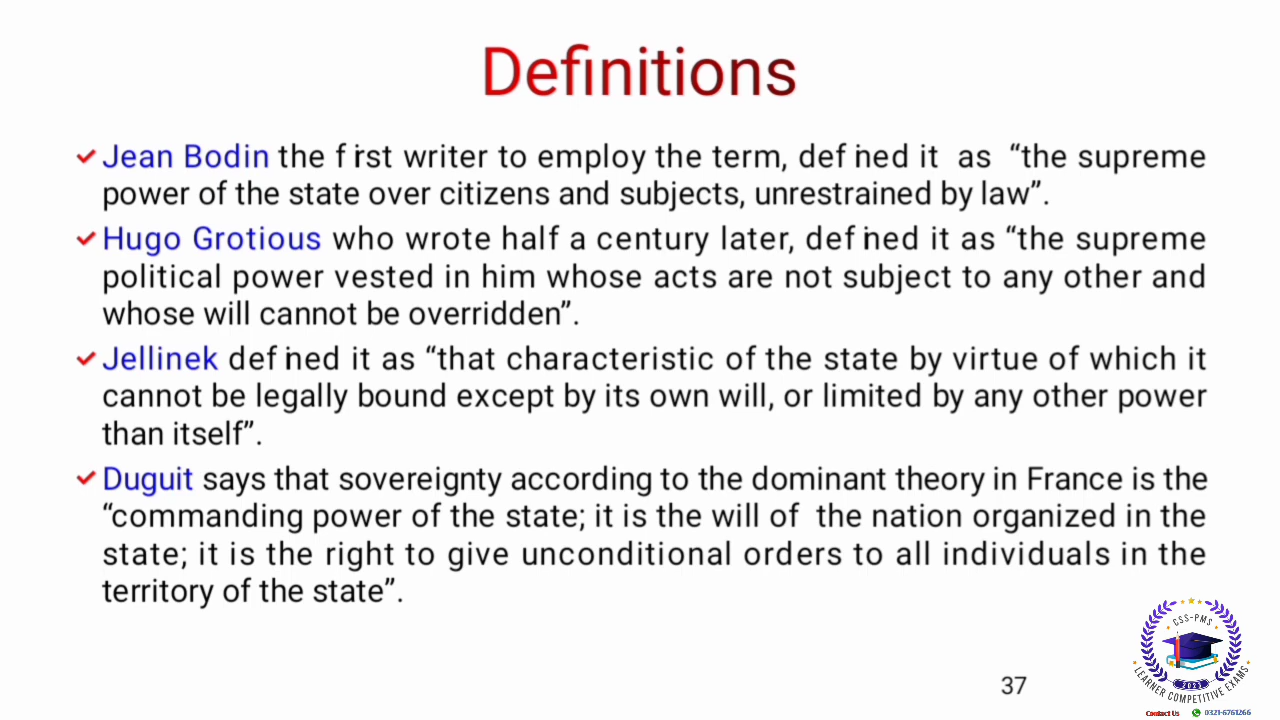 Definitions
Jean Bodin the first writer to employ the term, defined it as “the supreme
power of the state over citizens and subjects, unrestrained by law”.
Hugo Grotious who wrote half a century later, defined it as “the supreme
political power vested in him whose acts are not subject to any other and
whose will cannot be overridden”.
Jellinek defined it as “that characteristic of the state by virtue of which it
cannot be legally bound except by its own will, or limited by any other power
than itself”.
Duguit says that sovereignty according to the dominant theory in France is the
“commanding power of the state; it is the will of the nation organized in the
state; it is the right to give unconditional orders to all individuals in the
territory of the state”.
37
CSS-PMS
2021
LEARNER COMPETITIVE EXAMS
Contact Us 0321-6761266